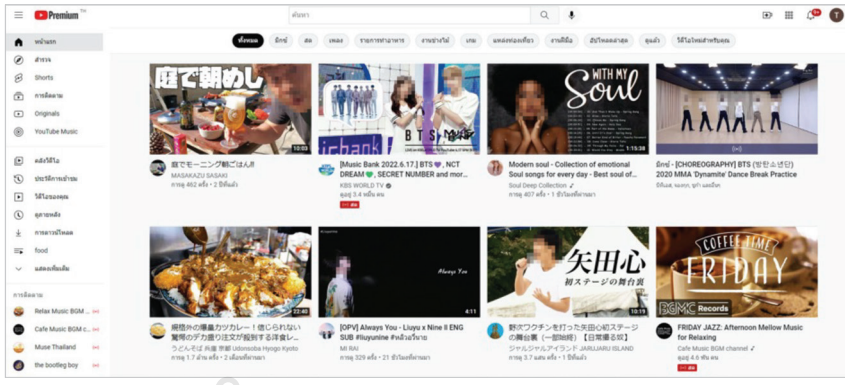 Premium TH
ค้นหา
9+
T
หน้าแรก
สำรวจ
Shorts
การติดตาม
Originals
YouTube Music
คลังวิดีโอ
ประวัติการเข้าชม
วิดีโอของคุณ
ดูภายหลัง
การดาวน์โหลด
food
แสดงเพิ่มเติม
การติดตาม
Relax Music BGM ...
Cafe Music BGM c...
Muse Thailand
the bootleg boy
ทั้งหมด
มิกซ์
สด
เพลง
รายการทำอาหาร
งานช่างไม้
เกม
แหล่งท่องเที่ยว
งานฝีมือ
อัปโหลดล่าสุด
ดูแล้ว
วิดีโอใหม่สำหรับคุณ
庭で朝めし
10:03
庭でモーニング朝ごはん!!
MASAKAZU SASAKI
การดู 462 ครั้ง • 2 ปีที่แล้ว
[Music Bank 2022.6.17.] BTS💜, NCT
DREAM💚, SECRET NUMBER and mor...
KBS WORLD TV
ดูอยู่ 3.4 หมื่น คน
สด
WITH MY
Soul
1:15:38
Modern soul - Collection of emotional
Soul songs for every day - Best soul of...
Soul Deep Collection ♪
การดู 407 ครั้ง • 1 ชั่วโมงที่ผ่านมา
มิกซ์ - [CHOREOGRAPHY] BTS (방탄소년단)
2020 MMA 'Dynamite' Dance Break Practice
22:40
規格外の爆量カツカレー！信じられない
驚愕のデカ盛り注文が殺到する洋食レ...
うどんそば 兵庫 京都 Udonsoba Hyogo Kyoto
การดู 1.7 ล้าน ครั้ง • 2 เดือนที่ผ่านมา
Always You
4:11
[OPV] Always You - Liuyu x Nine ll ENG
SUB #liuyunine #หลิวอวี่นาย
MI RAI
การดู 329 ครั้ง • 21 ชั่วโมงที่ผ่านมา
矢田心
初ステージの舞台裏
10:19
野次ワクチンを打った矢田心初ステージ
の舞台裏（一部始終）【日常撮る奴】
ジャルジャルアイランド JARUJARU ISLAND
การดู 3.7 แสน ครั้ง • 1 ปีที่แล้ว
COFFEE TIME
FRIDAY
BGMC Records
FRIDAY JAZZ: Afternoon Mellow Music
for Relaxing
Cafe Music BGM channel ♪
ดูอยู่ 4.6 พัน คน
สด